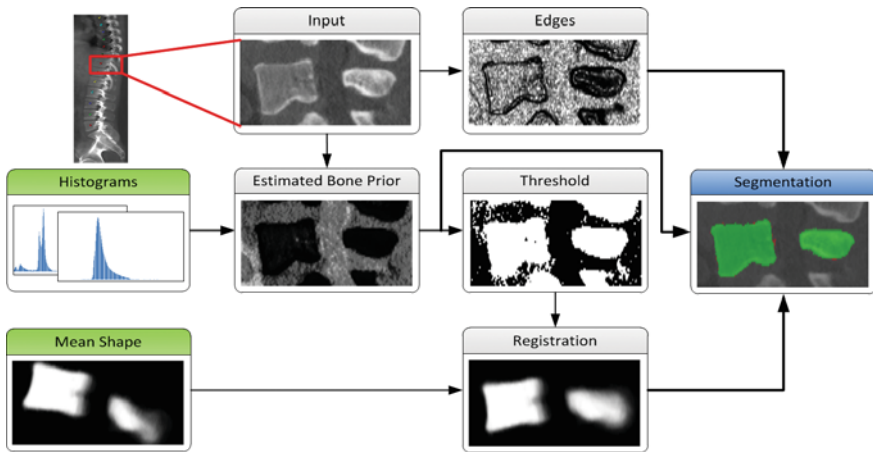 Input
Edges
Histograms
Estimated Bone Prior
Threshold
Segmentation
Mean Shape
Registration